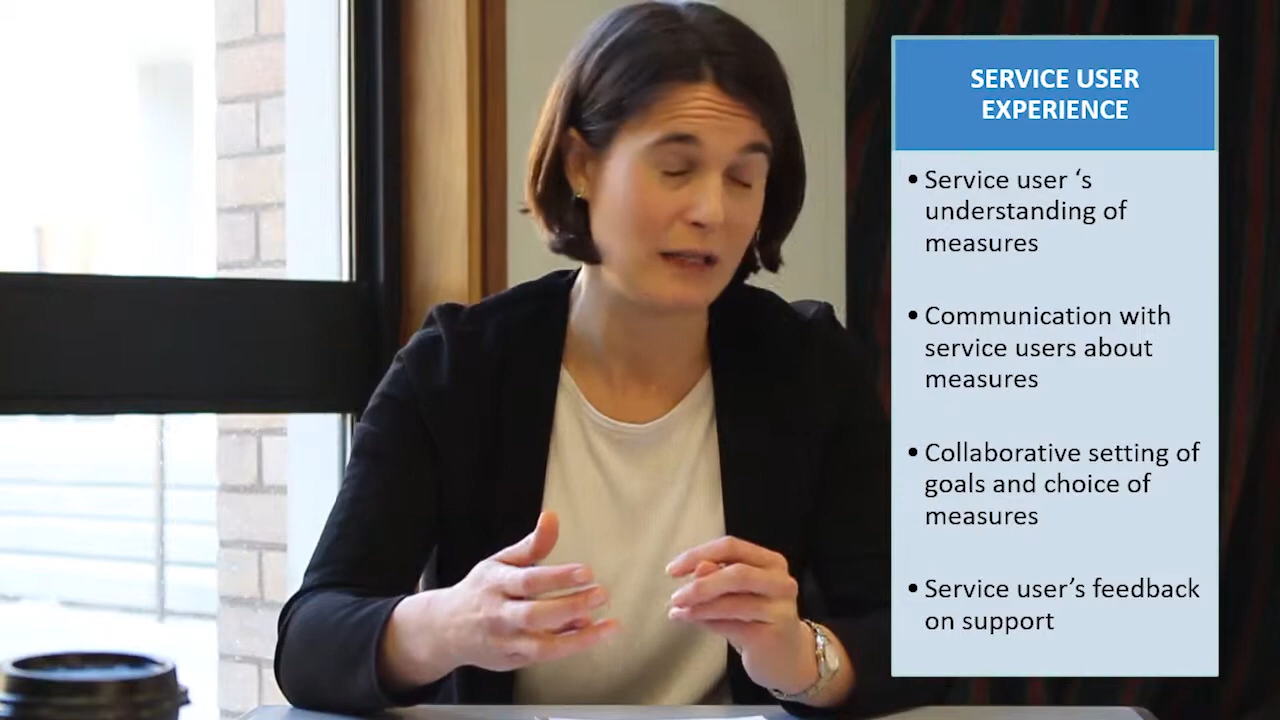 SERVICE USER
EXPERIENCE
• Service user ‘s
understanding of
measures
• Communication with
service users about
measures
• Collaborative setting of
goals and choice of
measures
• Service user’s feedback
on support